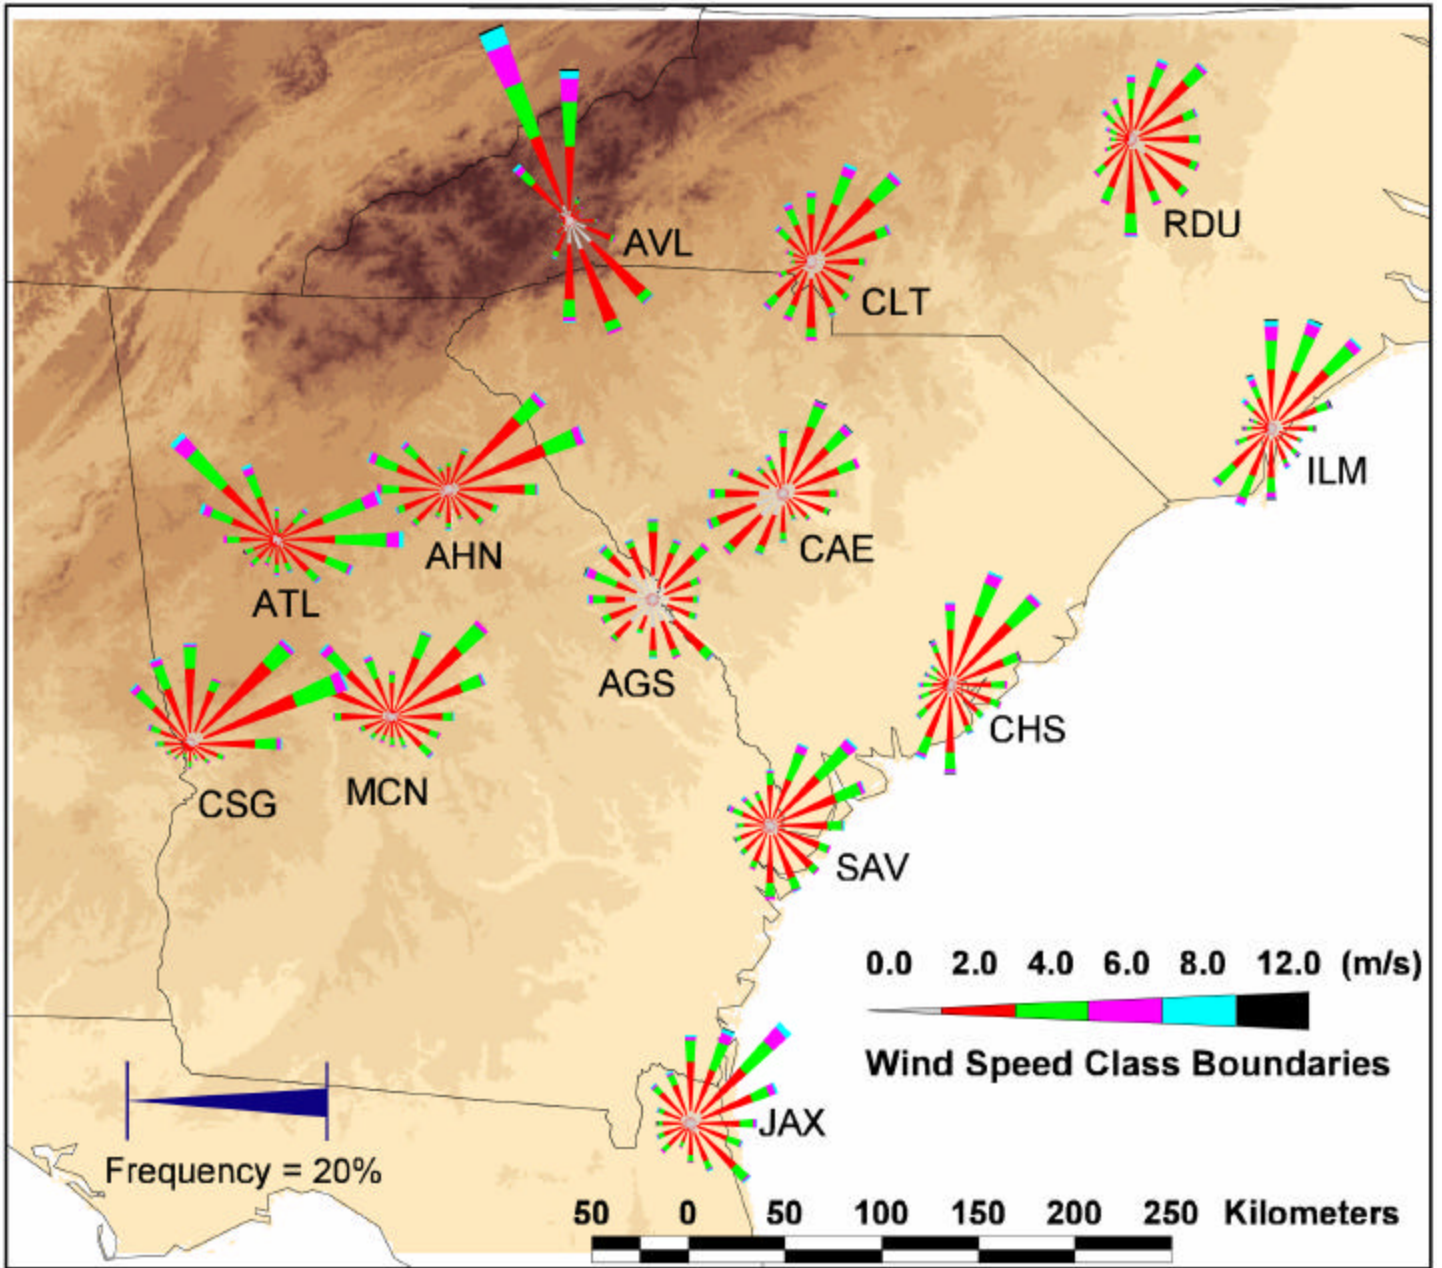 RDU
AVL
CLT
ILM
AHN
CAE
ATL
AGS
CHS
CSG
MCN
SAV
0.0 2.0 4.0 6.0 8.0 12.0 (m/s)
Wind Speed Class Boundaries
JAX
Frequency = 20%
50 0 50 100 150 200 250 Kilometers